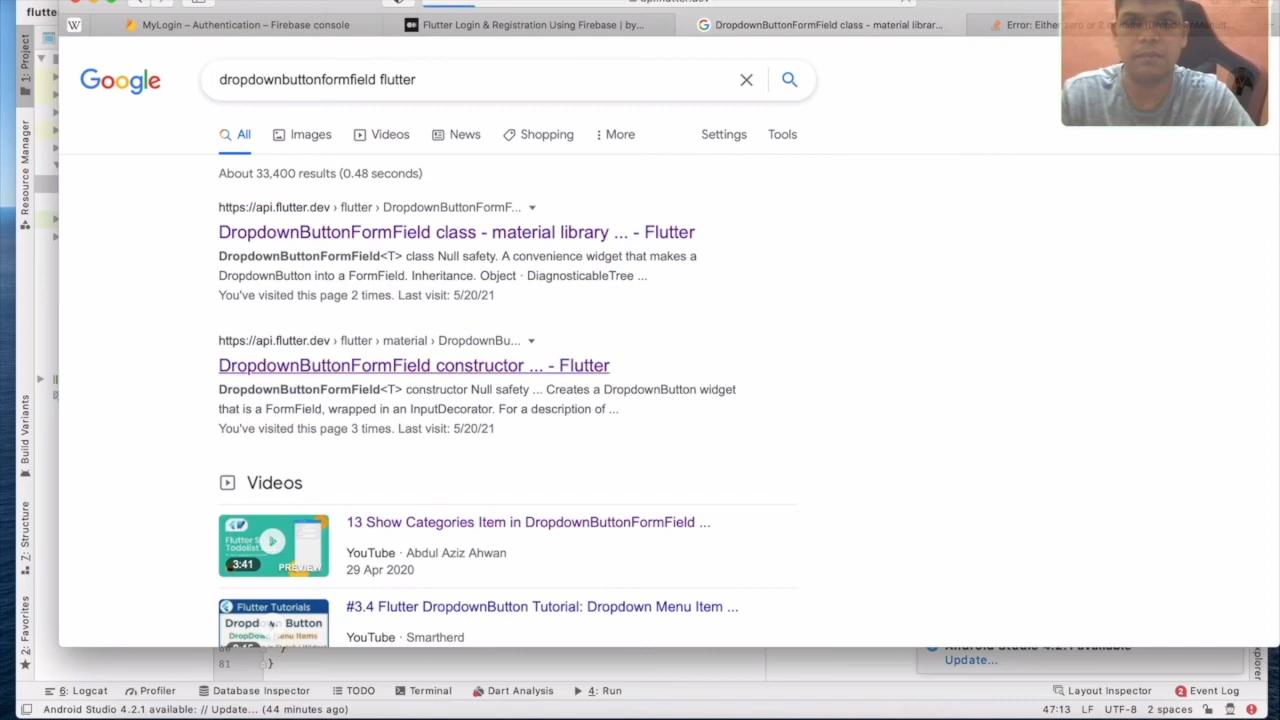 flutte
MyLogin – Authentication – Firebase console
Flutter Login & Registration Using Firebase | by...
DropdownButtonFormField class - material librar...
W
Google
dropdownbuttonformfield flutter
All
Images
Videos
News
Shopping
More
Settings
Tools
About 33,400 results (0.48 seconds)
https://api.flutter.dev › flutter › DropdownButtonFormF...
DropdownButtonFormField class - material library ... - Flutter
DropdownButtonFormField<T> class Null safety. A convenience widget that makes a
DropdownButton into a FormField. Inheritance. Object · DiagnosticableTree ...
You've visited this page 2 times. Last visit: 5/20/21
https://api.flutter.dev › flutter › material › DropdownBu...
DropdownButtonFormField constructor ... - Flutter
DropdownButtonFormField<T> constructor Null safety ... Creates a DropdownButton widget
that is a FormField, wrapped in an InputDecorator. For a description of ...
You've visited this page 3 times. Last visit: 5/20/21
Videos
13 Show Categories Item in DropdownButtonFormField ...
YouTube · Abdul Aziz Ahwan
29 Apr 2020
3:41
PREVIEW
#3.4 Flutter DropdownButton Tutorial: Dropdown Menu Item ...
YouTube · Smartherd
Flutter Tutorials
1: Project
Resource Manager
Build Variants
7: Structure
2: Favorites
81
}
Update...
6: Logcat
Profiler
Database Inspector
TODO
Terminal
Dart Analysis
4: Run
Layout Inspector
2 Event Log
Android Studio 4.2.1 available: // Update... (44 minutes ago)
47:13 LF UTF-8 2 spaces